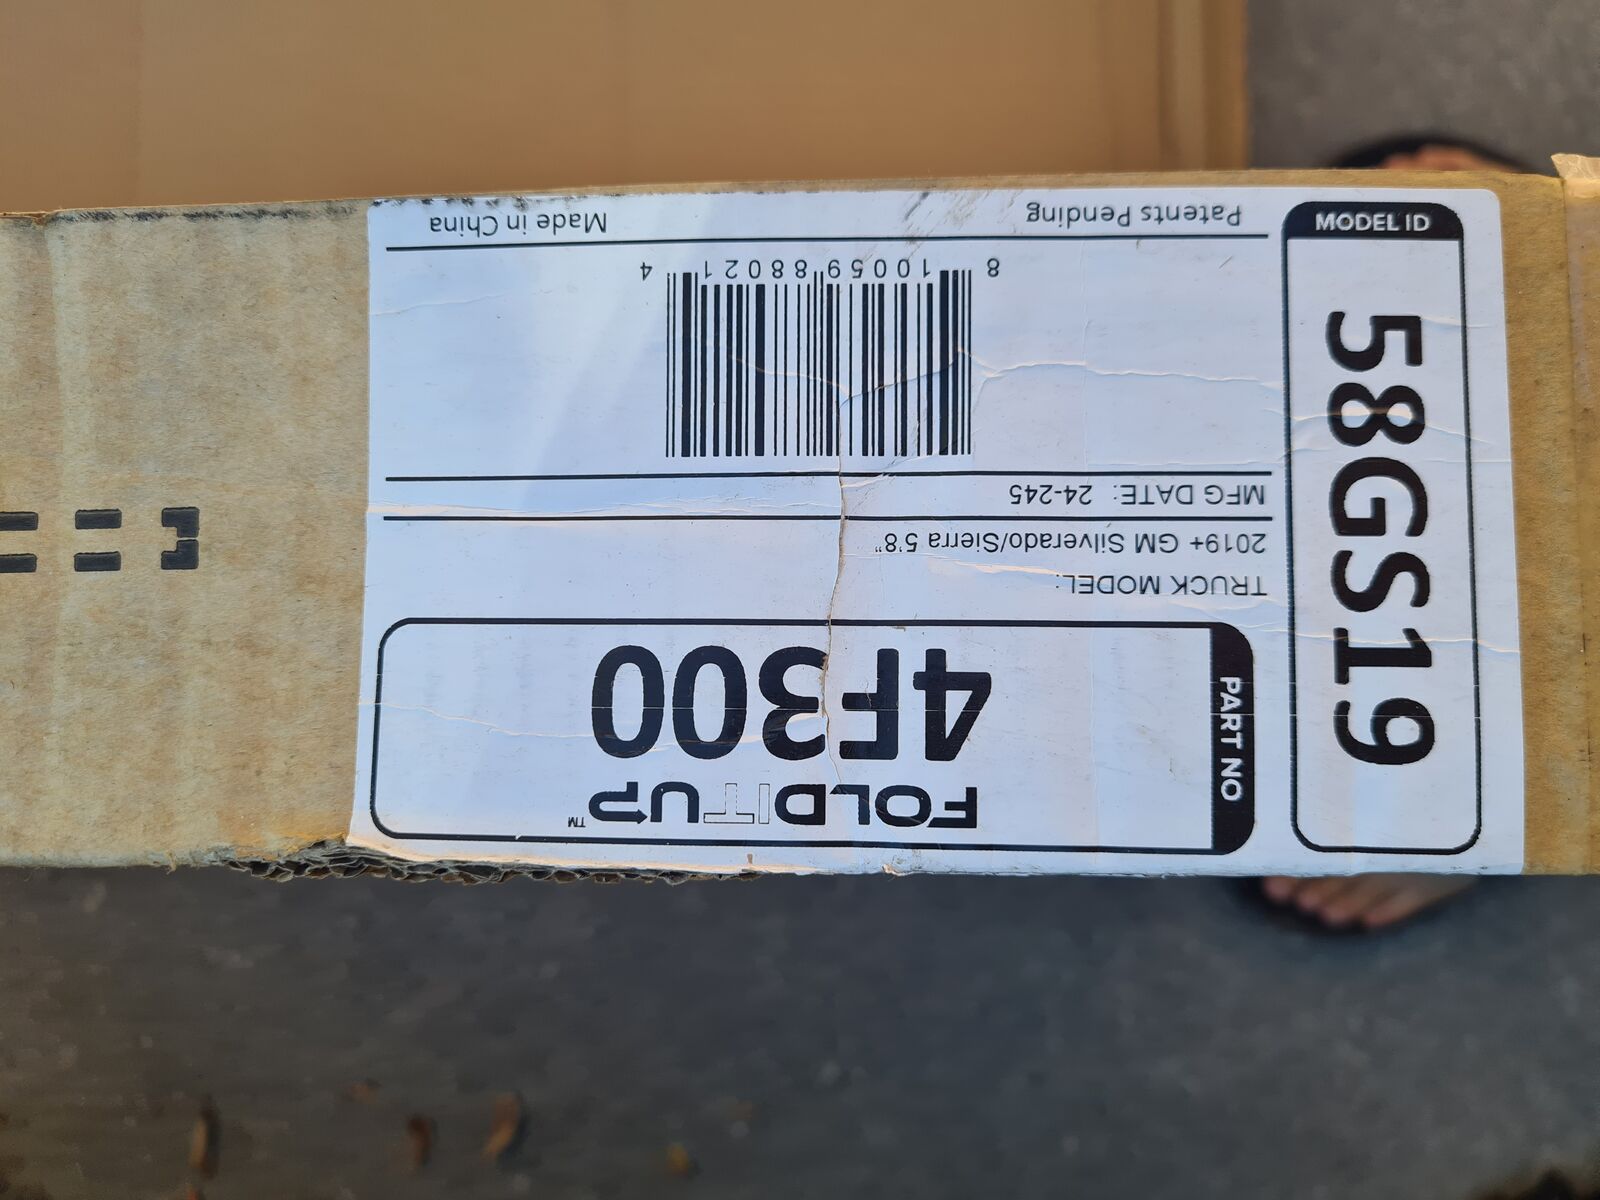 FOLDITUP™
4F300
PART NO
TRUCK MODEL:
2019+ GM Silverado/Sierra 5'8"
MFG DATE: 24-245
8 10059 88021 4
Patents Pending
Made in China
MODEL ID
58GS19